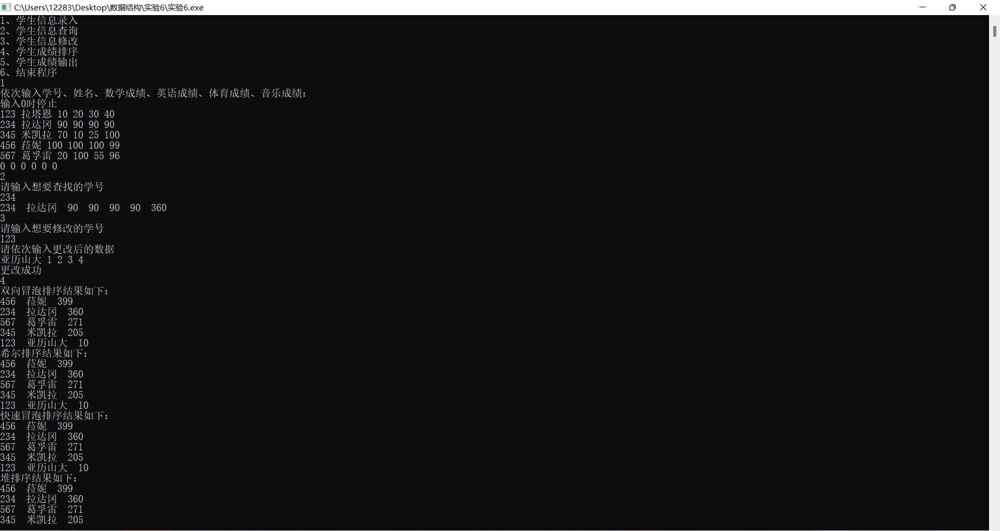 C:\Users\12283\Desktop\数据结构\实验6\实验6.exe
1、学生信息录入
2、学生信息查询
3、学生信息修改
4、学生成绩排序
5、学生成绩输出
6、结束程序
1
依次输入学号、姓名、数学成绩、英语成绩、体育成绩、音乐成绩：
输入0时停止
123 拉塔恩 10 20 30 40
234 拉达冈 90 90 90 90
345 米凯拉 70 10 25 100
456 菈妮 100 100 100 99
567 葛孚雷 20 100 55 96
0 0 0 0 0 0
2
请输入想要查找的学号
234
234  拉达冈  90  90  90  90  360
3
请输入想要修改的学号
123
请依次输入更改后的数据
亚历山大 1 2 3 4
更改成功
4
双向冒泡排序结果如下：
456  菈妮  399
234  拉达冈  360
567  葛孚雷  271
345  米凯拉  205
123  亚历山大  10
希尔排序结果如下：
456  菈妮  399
234  拉达冈  360
567  葛孚雷  271
345  米凯拉  205
123  亚历山大  10
快速冒泡排序结果如下：
456  菈妮  399
234  拉达冈  360
567  葛孚雷  271
345  米凯拉  205
123  亚历山大  10
堆排序结果如下：
456  菈妮  399
234  拉达冈  360
567  葛孚雷  271
345  米凯拉  205